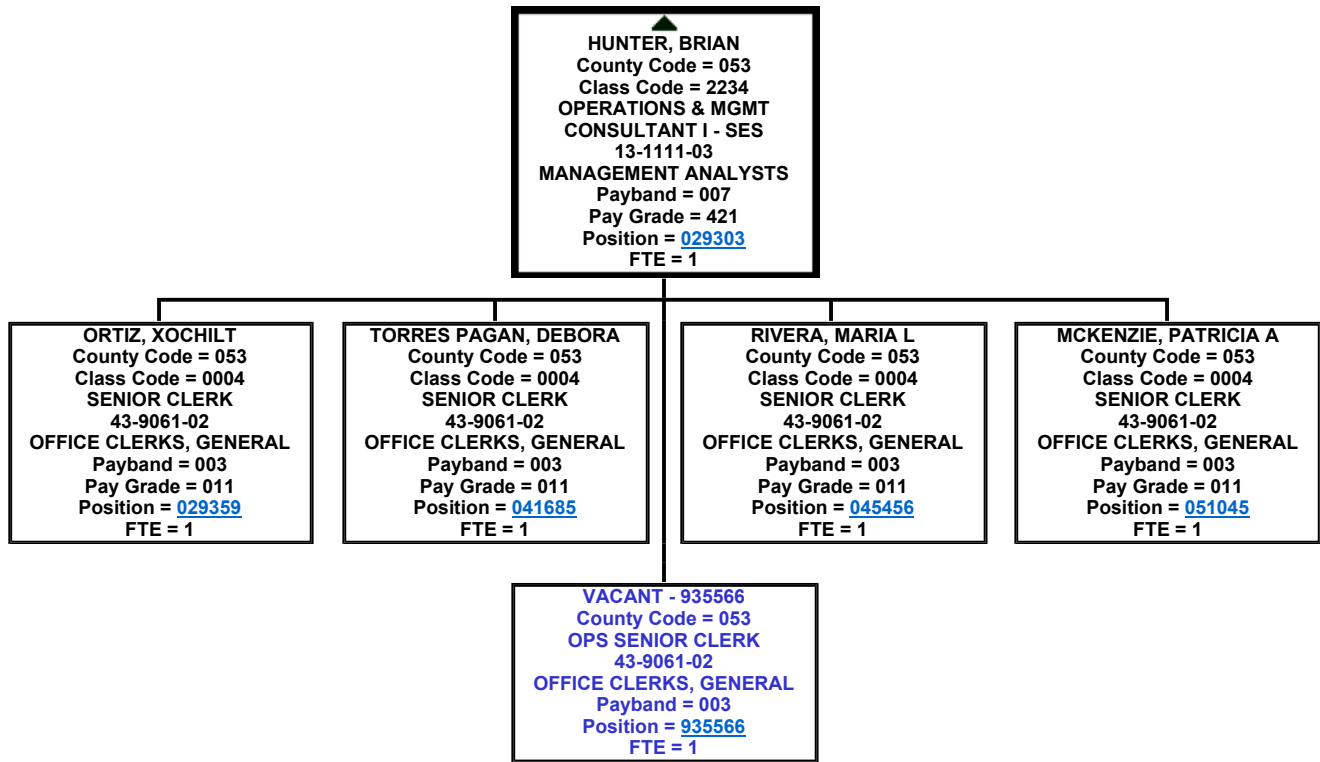 HUNTER, BRIAN
County Code = 053
Class Code = 2234
OPERATIONS & MGMT
CONSULTANT I - SES
13-1111-03
MANAGEMENT ANALYSTS
Payband = 007
Pay Grade = 421
Position = 029303
FTE = 1
ORTIZ, XOCHILT
County Code = 053
Class Code = 0004
SENIOR CLERK
43-9061-02
OFFICE CLERKS, GENERAL
Payband = 003
Pay Grade = 011
Position = 029359
FTE = 1
TORRES PAGAN, DEBORA
County Code = 053
Class Code = 0004
SENIOR CLERK
43-9061-02
OFFICE CLERKS, GENERAL
Payband = 003
Pay Grade = 011
Position = 041685
FTE = 1
RIVERA, MARIA L
County Code = 053
Class Code = 0004
SENIOR CLERK
43-9061-02
OFFICE CLERKS, GENERAL
Payband = 003
Pay Grade = 011
Position = 045456
FTE = 1
MCKENZIE, PATRICIA A
County Code = 053
Class Code = 0004
SENIOR CLERK
43-9061-02
OFFICE CLERKS, GENERAL
Payband = 003
Pay Grade = 011
Position = 051045
FTE = 1
VACANT - 935566
County Code = 053
OPS SENIOR CLERK
43-9061-02
OFFICE CLERKS, GENERAL
Payband = 003
Position = 935566
FTE = 1